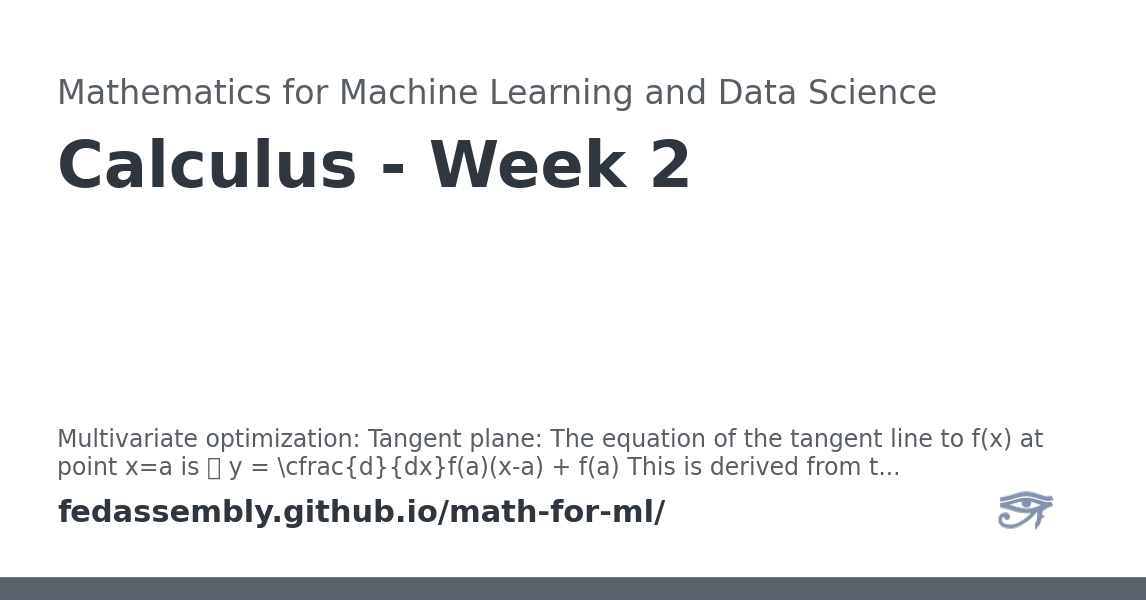 Mathematics for Machine Learning and Data Science
Calculus - Week 2
Multivariate optimization: Tangent plane: The equation of the tangent line to f(x) at
point x=a is ▯ y = \cfrac{d}{dx}f(a)(x-a) + f(a) This is derived from t...
fedassembly.github.io/math-for-ml/